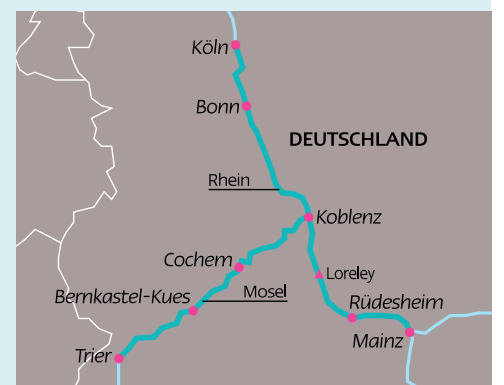 Köln
Bonn
DEUTSCHLAND
Rhein
Koblenz
Cochem
Loreley
Bernkastel-Kues
Mosel
Rüdesheim
Mainz
Trier